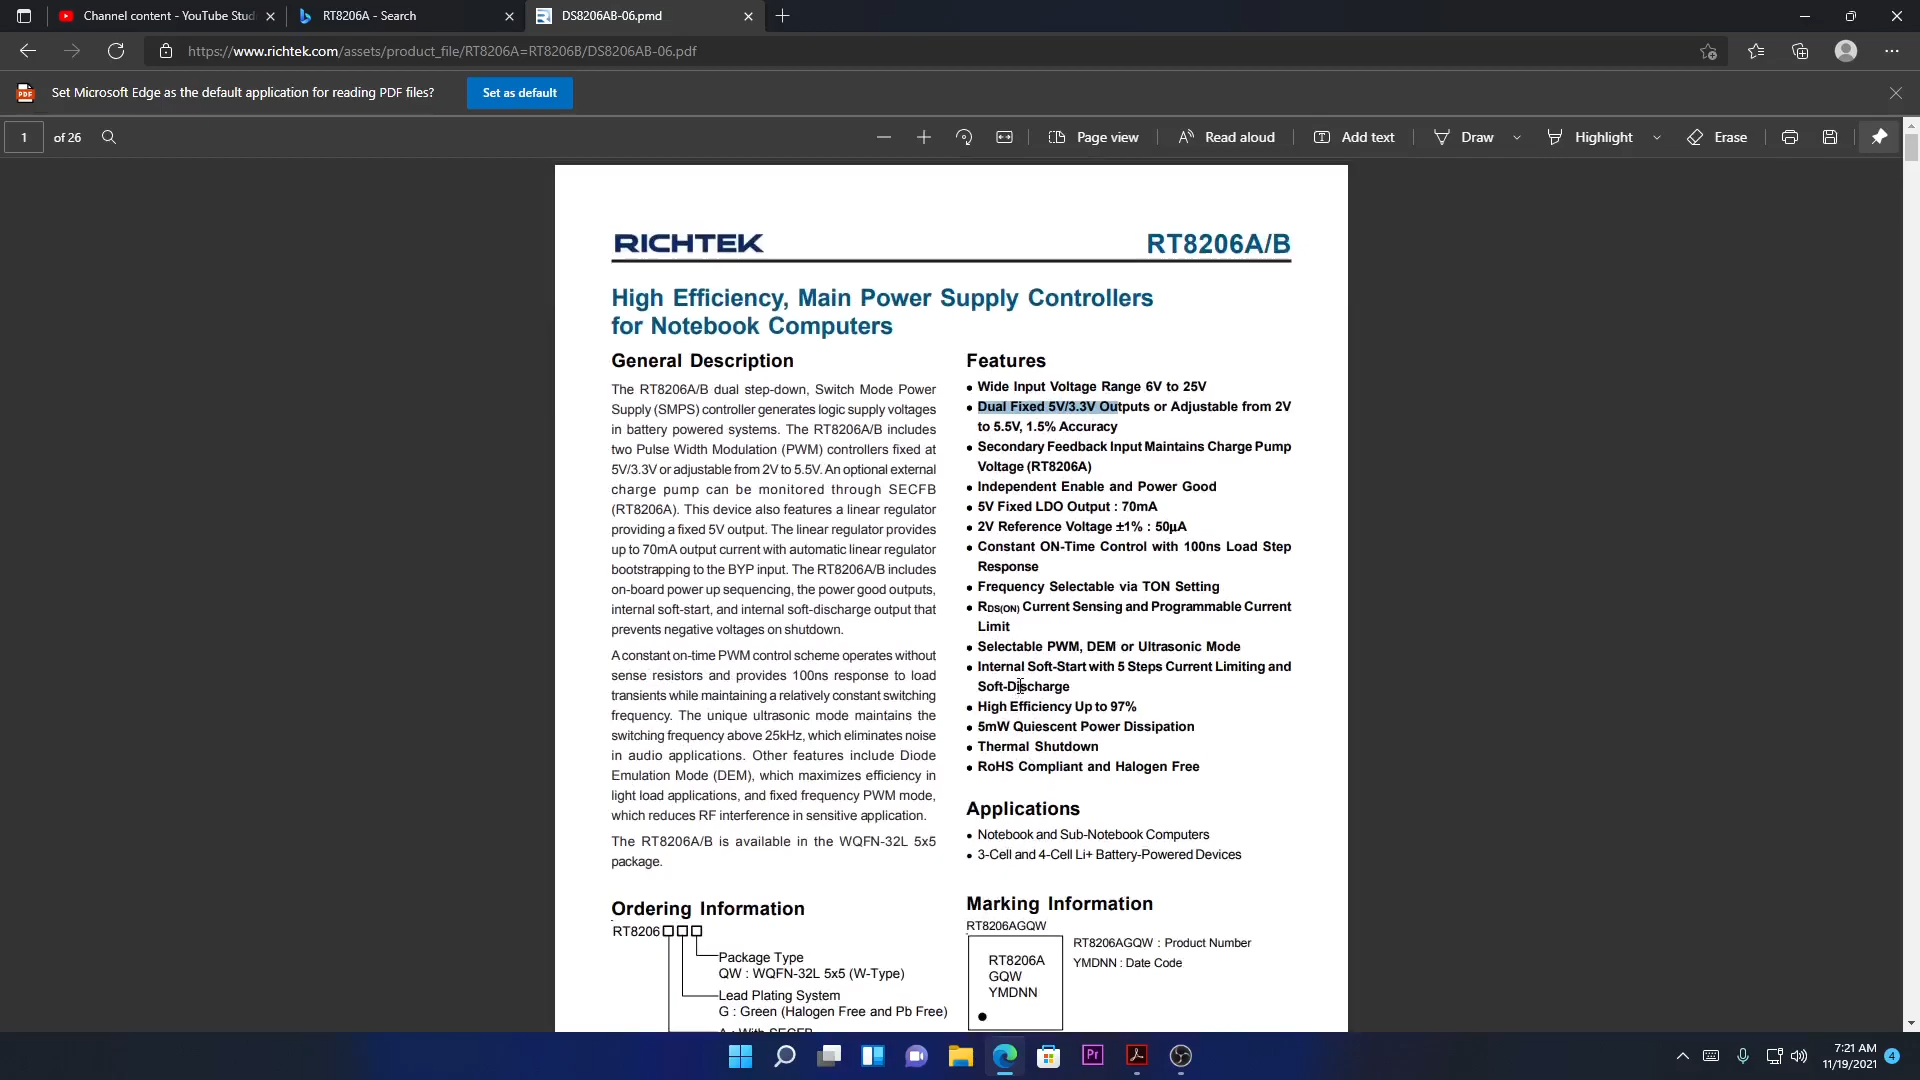 Channel content - YouTube Stud
RT8206A - Search
DS8206AB-06.pmd
https://www.richtek.com/assets/product_file/RT8206A=RT8206B/DS8206AB-06.pdf
PDF
Set Microsoft Edge as the default application for reading PDF files?
Set as default
1
of 26
Page view
Read aloud
Add text
Draw
Highlight
Erase
RICHTEK
RT8206A/B
High Efficiency, Main Power Supply Controllers
for Notebook Computers
General Description
The RT8206A/B dual step-down, Switch Mode Power
Supply (SMPS) controller generates logic supply voltages
in battery powered systems. The RT8206A/B includes
two Pulse Width Modulation (PWM) controllers fixed at
5V/3.3V or adjustable from 2V to 5.5V. An optional external
charge pump can be monitored through SECFB
(RT8206A). This device also features a linear regulator
providing a fixed 5V output. The linear regulator provides
up to 70mA output current with automatic linear regulator
bootstrapping to the BYP input. The RT8206A/B includes
on-board power up sequencing, the power good outputs,
internal soft-start, and internal soft-discharge output that
prevents negative voltages on shutdown.
A constant on-time PWM control scheme operates without
sense resistors and provides 100ns response to load
transients while maintaining a relatively constant switching
frequency. The unique ultrasonic mode maintains the
switching frequency above 25kHz, which eliminates noise
in audio applications. Other features include Diode
Emulation Mode (DEM), which maximizes efficiency in
light load applications, and fixed frequency PWM mode,
which reduces RF interference in sensitive application.
The RT8206A/B is available in the WQFN-32L 5x5
package.
Ordering Information
RT8206
Package Type
QW : WQFN-32L 5x5 (W-Type)
Lead Plating System
G : Green (Halogen Free and Pb Free)
A : With SECFB
Features
• Wide Input Voltage Range 6V to 25V
• Dual Fixed 5V/3.3V Outputs or Adjustable from 2V
to 5.5V, 1.5% Accuracy
• Secondary Feedback Input Maintains Charge Pump
Voltage (RT8206A)
• Independent Enable and Power Good
• 5V Fixed LDO Output : 70mA
• 2V Reference Voltage ±1% : 50μA
• Constant ON-Time Control with 100ns Load Step
Response
• Frequency Selectable via TON Setting
• RDS(ON) Current Sensing and Programmable Current
Limit
• Selectable PWM, DEM or Ultrasonic Mode
• Internal Soft-Start with 5 Steps Current Limiting and
Soft-Discharge
• High Efficiency Up to 97%
• 5mW Quiescent Power Dissipation
• Thermal Shutdown
• RoHS Compliant and Halogen Free
Applications
• Notebook and Sub-Notebook Computers
• 3-Cell and 4-Cell Li+ Battery-Powered Devices
Marking Information
RT8206AGQW
RT8206A
GQW
YMDNN
RT8206AGQW : Product Number
YMDNN : Date Code
Pr
7:21 AM
11/19/2021
4